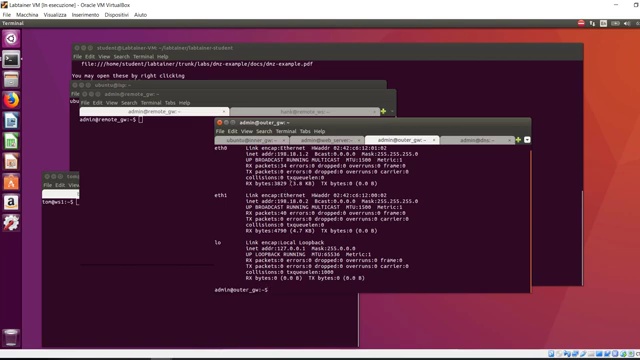 Labtainer VM [In esecuzione] - Oracle VM VirtualBox
File Macchina Visualizza Inserimento Dispositivi Aiuto
Terminal
student@Labtainer-VM: ~/labtainer/labtainer-student
File Edit View Search Terminal Help
file:///home/student/labtainer/trunk/labs/dmz-example/docs/dmz-example.pdf
You may open these by right clicking
ubuntu@isp: ~
admin@remote_gw: ~
File Edit View Search Terminal Tabs Help
admin@remote_gw: ~ ×
hank@remote_ws: ~
admin@remote_gw:~$
admin@outer_gw: ~
File Edit View Search Terminal Tabs Help
ubuntu@inner_gw: ×
admin@web_server: ×
admin@outer_gw: ~ ×
eth0 Link encap:Ethernet HWaddr 02:42:c6:12:01:02
inet addr:198.18.1.2 Bcast:0.0.0.0 Mask:255.255.255.0
UP BROADCAST RUNNING MULTICAST MTU:1500 Metric:1
RX packets:34 errors:0 dropped:0 overruns:0 frame:0
TX packets:0 errors:0 dropped:0 overruns:0 carrier:0
collisions:0 txqueuelen:0
RX bytes:3829 (3.8 KB) TX bytes:0 (0.0 B)
eth1 Link encap:Ethernet HWaddr 02:42:c6:12:00:02
inet addr:198.18.0.2 Bcast:0.0.0.0 Mask:255.255.255.0
UP BROADCAST RUNNING MULTICAST MTU:1500 Metric:1
RX packets:40 errors:0 dropped:0 overruns:0 frame:0
TX packets:0 errors:0 dropped:0 overruns:0 carrier:0
collisions:0 txqueuelen:0
RX bytes:4790 (4.7 KB) TX bytes:0 (0.0 B)
lo Link encap:Local Loopback
inet addr:127.0.0.1 Mask:255.0.0.0
UP LOOPBACK RUNNING MTU:65536 Metric:1
RX packets:0 errors:0 dropped:0 overruns:0 frame:0
TX packets:0 errors:0 dropped:0 overruns:0 carrier:0
collisions:0 txqueuelen:1000
RX bytes:0 (0.0 B) TX bytes:0 (0.0 B)
admin@outer_gw:~$
File Edit
tom@ws1:~$